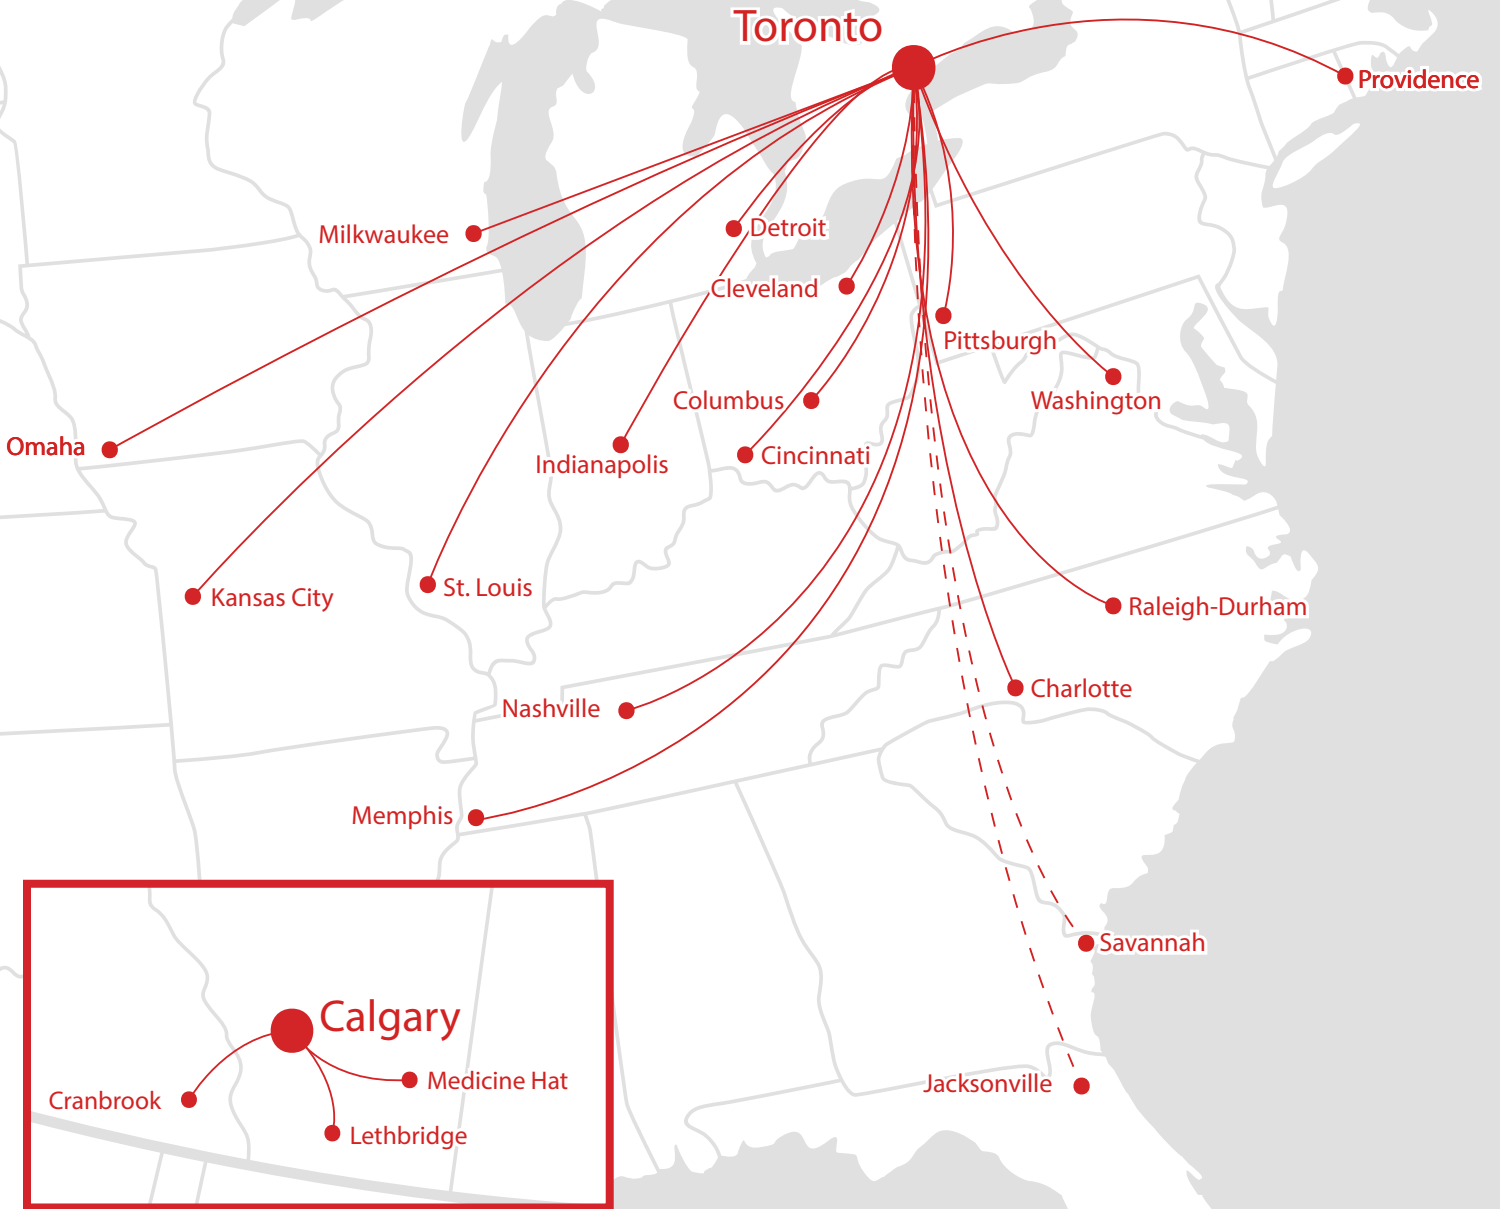 Toronto
Providence
Milkwaukee
Detroit
Cleveland
Pittsburgh
Washington
Columbus
Omaha
Cincinnati
Indianapolis
St. Louis
Kansas City
Raleigh-Durham
Charlotte
Nashville
Memphis
Savannah
Calgary
Medicine Hat
Jacksonville
Cranbrook
Lethbridge